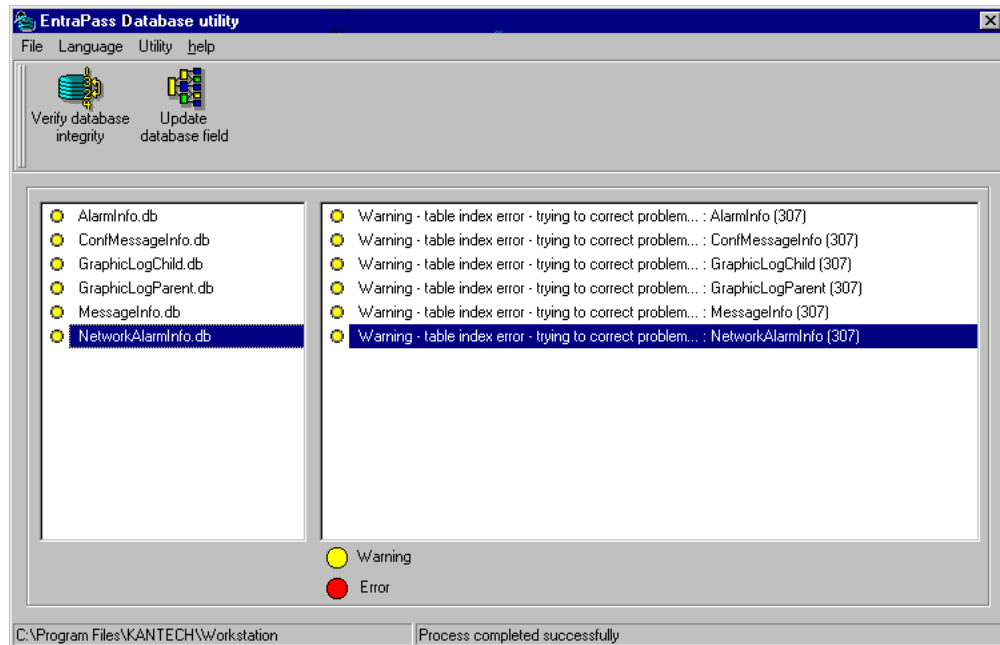 EntraPass Database utility
File Language Utility help
Verify database integrity
Update database field
AlarmInfo.db
ConfMessageInfo.db
GraphicLogChild.db
GraphicLogParent.db
MessageInfo.db
NetworkAlarmInfo.db
Warning - table index error - trying to correct problem... : AlarmInfo (307)
Warning - table index error - trying to correct problem... : ConfMessageInfo (307)
Warning - table index error - trying to correct problem... : GraphicLogChild (307)
Warning - table index error - trying to correct problem... : GraphicLogParent (307)
Warning - table index error - trying to correct problem... : MessageInfo (307)
Warning - table index error - trying to correct problem... : NetworkAlarmInfo (307)
Warning
Error
C:\Program Files\KANTECH\Workstation
Process completed successfully